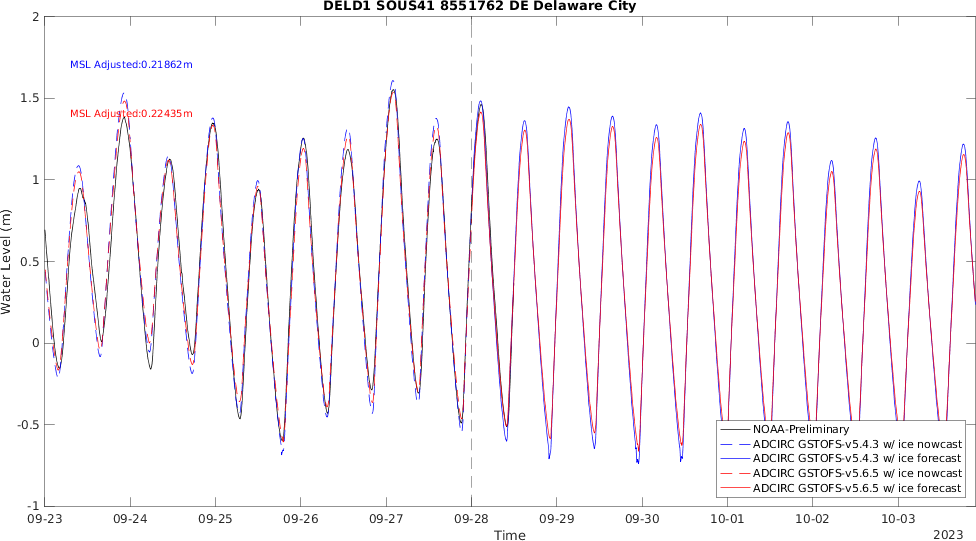 DELD1 SOUS41 8551762 DE Delaware City
2
MSL Adjusted:0.21862m
1.5
MSL Adjusted:0.22435m
1
Water Level (m)
0.5
0
-0.5
-1
NOAA-Preliminary
ADCIRC GSTOFS-v5.4.3 w/ ice nowcast
ADCIRC GSTOFS-v5.4.3 w/ ice forecast
ADCIRC GSTOFS-v5.6.5 w/ ice nowcast
ADCIRC GSTOFS-v5.6.5 w/ ice forecast
09-23 09-24 09-25 09-26 09-27 09-28 09-29 09-30 10-01 10-02 10-03
Time
2023